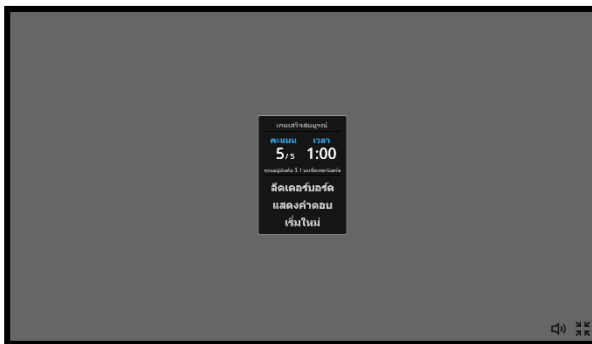 เกมเสร็จสมบูรณ์
คะแนน เวลา
5/5 1:00
ลีดเดอร์บอร์ด
แสดงคำตอบ
เริ่มใหม่